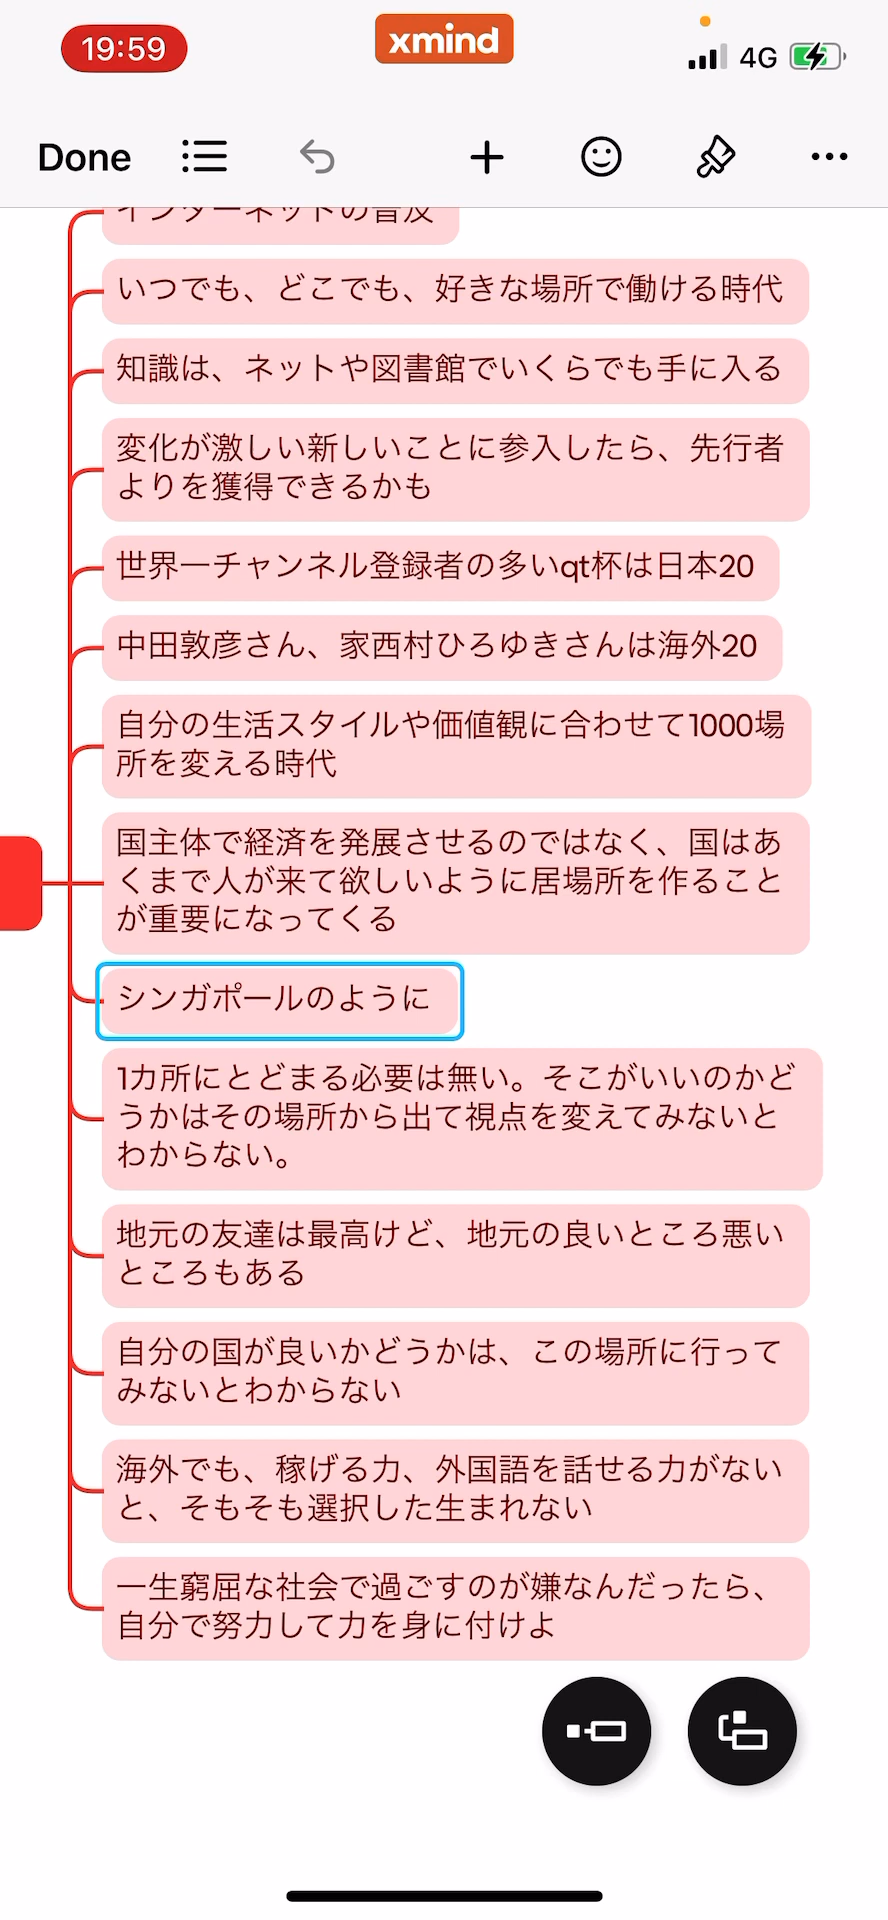 19:59
xmind
4G
Done
インターネットの普及
いつでも、どこでも、好きな場所で働ける時代
知識は、ネットや図書館でいくらでも手に入る
変化が激しい新しいことに参入したら、先行者
よりを獲得できるかも
世界一チャンネル登録者の多いqt杯は日本20
中田敦彦さん、家西村ひろゆきさんは海外20
自分の生活スタイルや価値観に合わせて1000場
所を変える時代
国主体で経済を発展させるのではなく、国はあ
くまで人が来て欲しいように居場所を作ること
が重要になってくる
シンガポールのように
1カ所にとどまる必要は無い。そこがいいのかど
うかはその場所から出て視点を変えてみないと
わからない。
地元の友達は最高けど、地元の良いところ悪い
ところもある
自分の国が良いかどうかは、この場所に行って
みないとわからない
海外でも、稼げる力、外国語を話せる力がない
と、そもそも選択した生まれない
一生窮屈な社会で過ごすのが嫌なんだったら、
自分で努力して力を身に付けよ